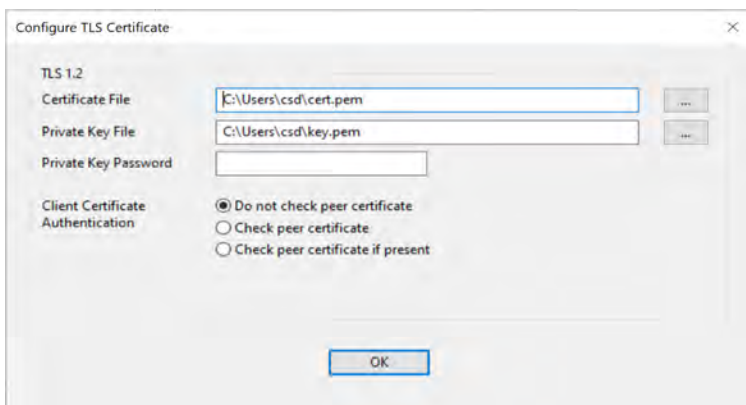 Configure TLS Certificate
TLS 1.2
Certificate File
C:\Users\csd\cert.pem
...
Private Key File
C:\Users\csd\key.pem
...
Private Key Password
Client Certificate
Authentication
Do not check peer certificate
Check peer certificate
Check peer certificate if present
OK